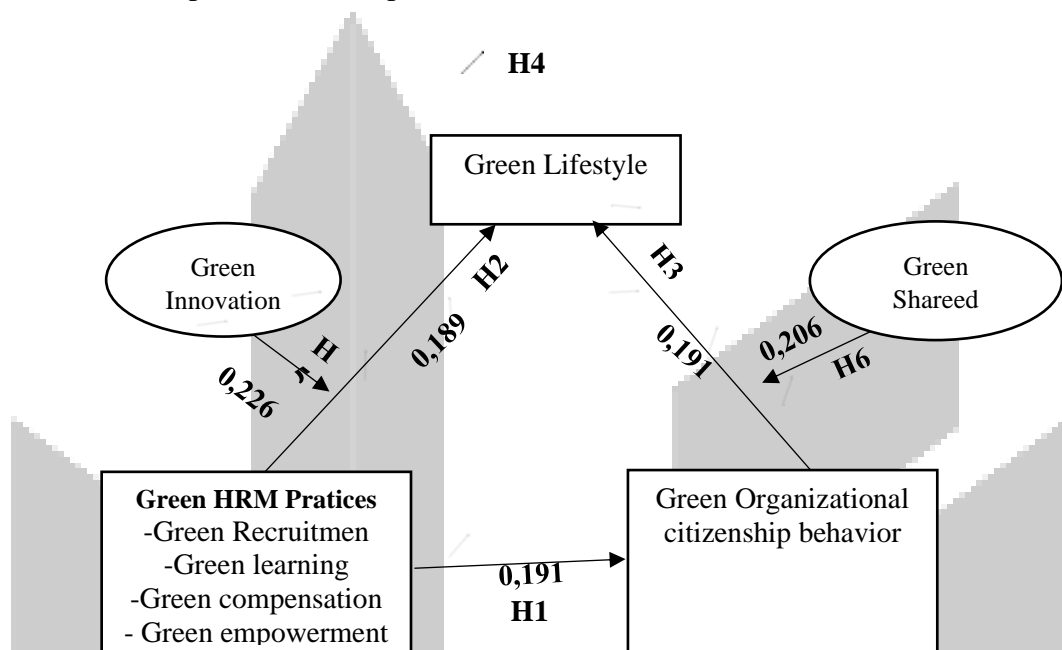 H4
Green Lifestyle
Green
Innovation
Green
Shareed
H2
H3
H
0,226
0,189
0,191
0,206
H6
Green HRM Pratices
-Green Recruitmen
-Green learning
-Green compensation
- Green empowerment
Green Organizational
citizenship behavior
0,191
H1